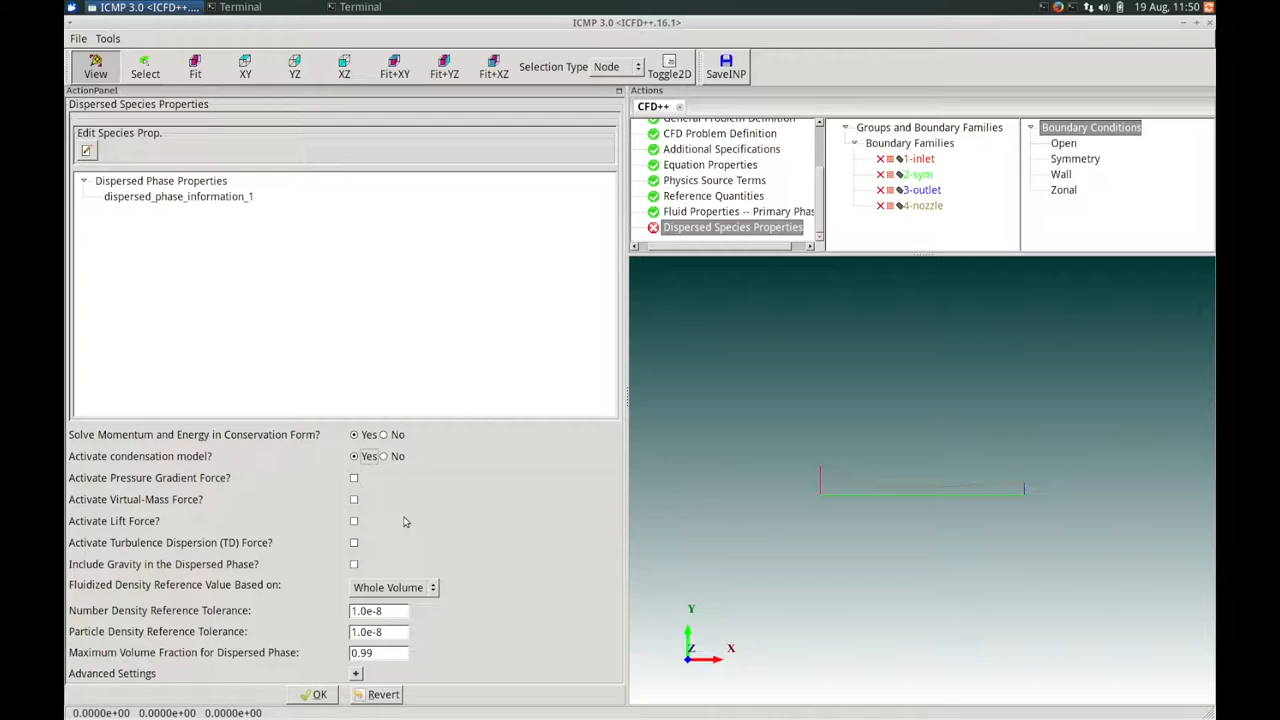 ICMP 3.0 <ICFD++....
Terminal
Terminal
19 Aug, 11:50
ICMP 3.0 <ICFD++.16.1>
File Tools
View
Select
Fit
XY
YZ
XZ
Fit+XY
Fit+YZ
Fit+XZ
Selection Type Node
Toggle2D
SaveINP
ActionPanel
Dispersed Species Properties
Edit Species Prop.
Dispersed Phase Properties
dispersed_phase_information_1
Solve Momentum and Energy in Conservation Form? Yes No
Activate condensation model? Yes No
Activate Pressure Gradient Force?
Activate Virtual-Mass Force?
Activate Lift Force?
Activate Turbulence Dispersion (TD) Force?
Include Gravity in the Dispersed Phase?
Fluidized Density Reference Value Based on: Whole Volume
Number Density Reference Tolerance: 1.0e-8
Particle Density Reference Tolerance: 1.0e-8
Maximum Volume Fraction for Dispersed Phase: 0.99
Advanced Settings +
OK Revert
0.0000e+00 0.0000e+00 0.0000e+00
Actions
CFD++
General Problem Definition
CFD Problem Definition
Additional Specifications
Equation Properties
Physics Source Terms
Reference Quantities
Fluid Properties -- Primary Phas
Dispersed Species Properties
Groups and Boundary Families
Boundary Families
1-inlet
2-sym
3-outlet
4-nozzle
Boundary Conditions
Open
Symmetry
Wall
Zonal
Y
Z
X